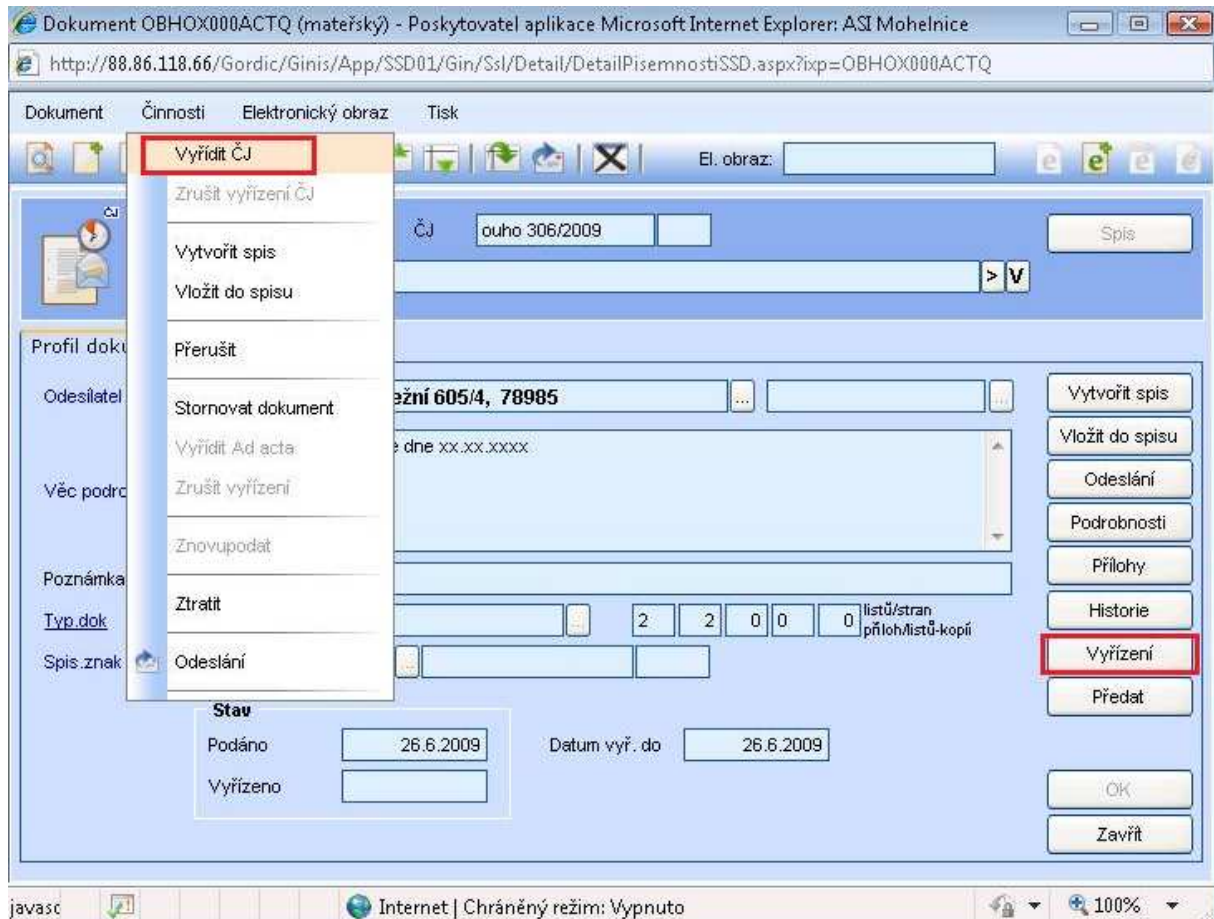 Dokument OBHOX000ACTQ (mateřský) - Poskytovatel aplikace Microsoft Internet Explorer: ASI Mohelnice
http://88.86.118.66/Gordic/Ginis/App/SSD01/Gin/Ssl/Detail/DetailPisemnostiSSD.aspx?ixp=OBHOX000ACTQ
Dokument Činnosti Elektronický obraz Tisk
El. obraz:
Vyřídit ČJ
Zrušit vyřízení ČJ
Vytvořit spis
Vložit do spisu
Přerušit
Stornovat dokument
Vyřídit Ad acta
Zrušit vyřízení
Znovupodat
Ztratit
Odeslání
ČJ
ČJ ouho 306/2009
Spis
> V
Profil doku
Odesílatel ežní 605/4, 78985 ... ...
Věc podro e dne xx.xx.xxxx
Poznámka
Typ.dok ... 2 2 0 0 0 listů/stran
příloh/listů-kopií
Spis.znak ...
Stav
Podáno 26.6.2009 Datum vyř. do 26.6.2009
Vyřízeno
Vytvořit spis
Vložit do spisu
Odeslání
Podrobnosti
Přílohy
Historie
Vyřízení
Předat
OK
Zavřít
javasc Internet | Chráněný režim: Vypnuto 100%